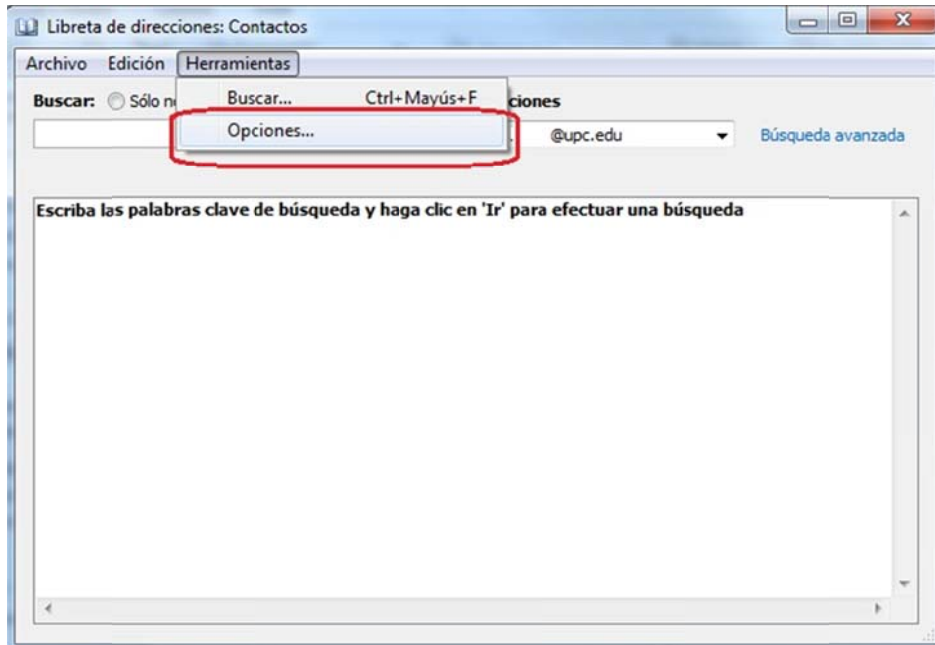 Libreta de direcciones: Contactos
Archivo Edición Herramientas
Buscar: Sólo n Buscar... Ctrl+Mayús+F ciones
Opciones... @upc.edu Búsqueda avanzada
Escriba las palabras clave de búsqueda y haga clic en 'Ir' para efectuar una búsqueda